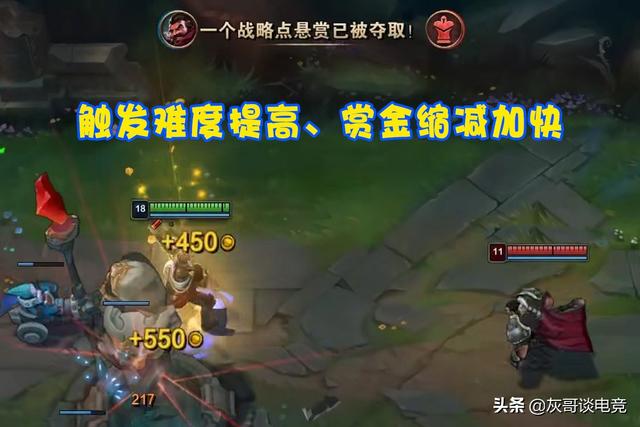 一个战略点悬赏已被夺取!
触发难度提高、赏金缩减加快
18
+450
11
+550
217
头条 @灰哥谈电竞